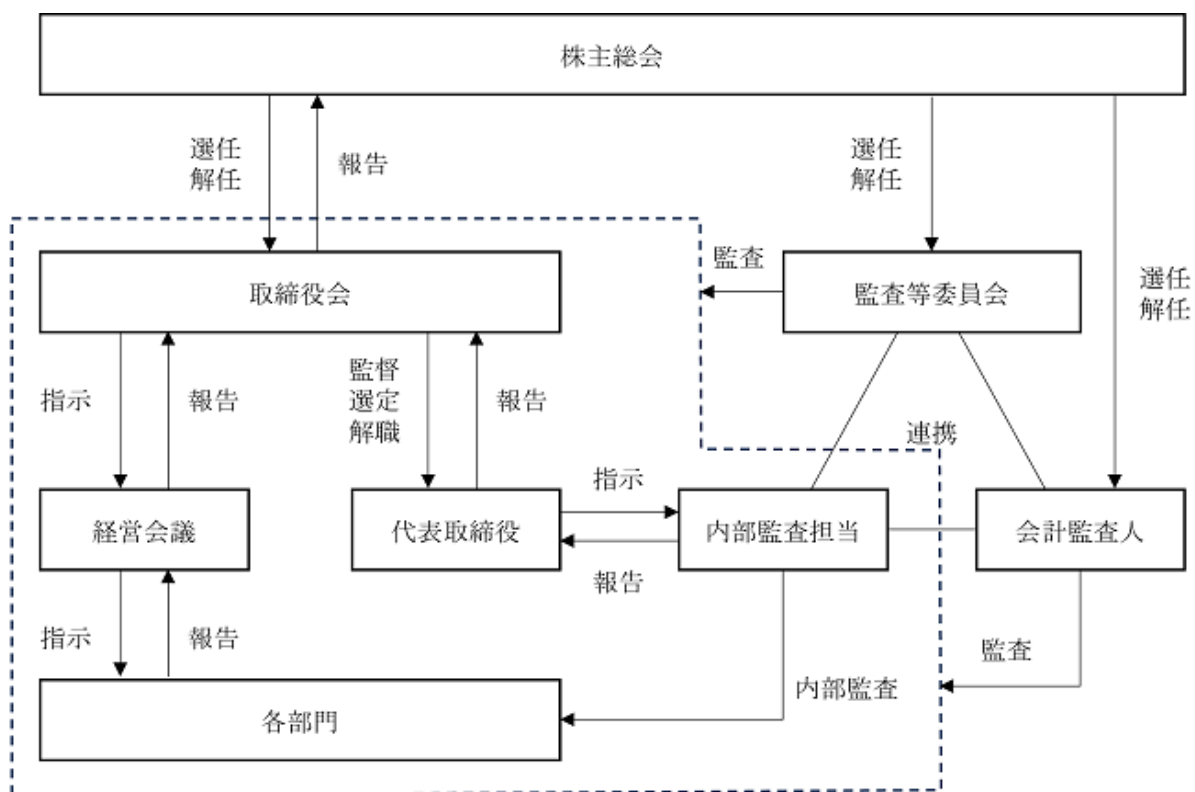 株主総会
選任
解任
報告
選任
解任
選任
解任
取締役会
監査
監査等委員会
指示
報告
監督
選定
解職
報告
連携
経営会議
代表取締役
指示
報告
内部監査担当
会計監査人
指示
報告
監査
内部監査
各部門